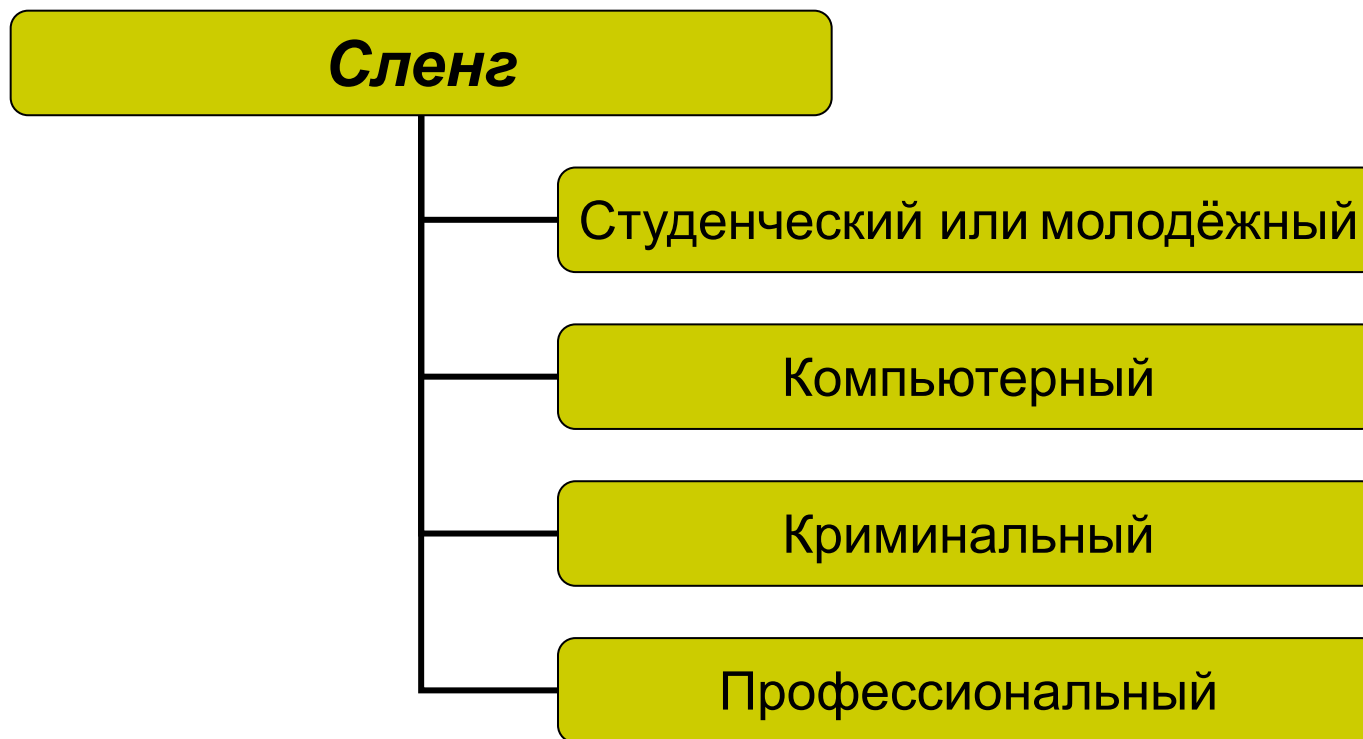 Сленг
Студенческий или молодёжный
Компьютерный
Криминальный
Профессиональный